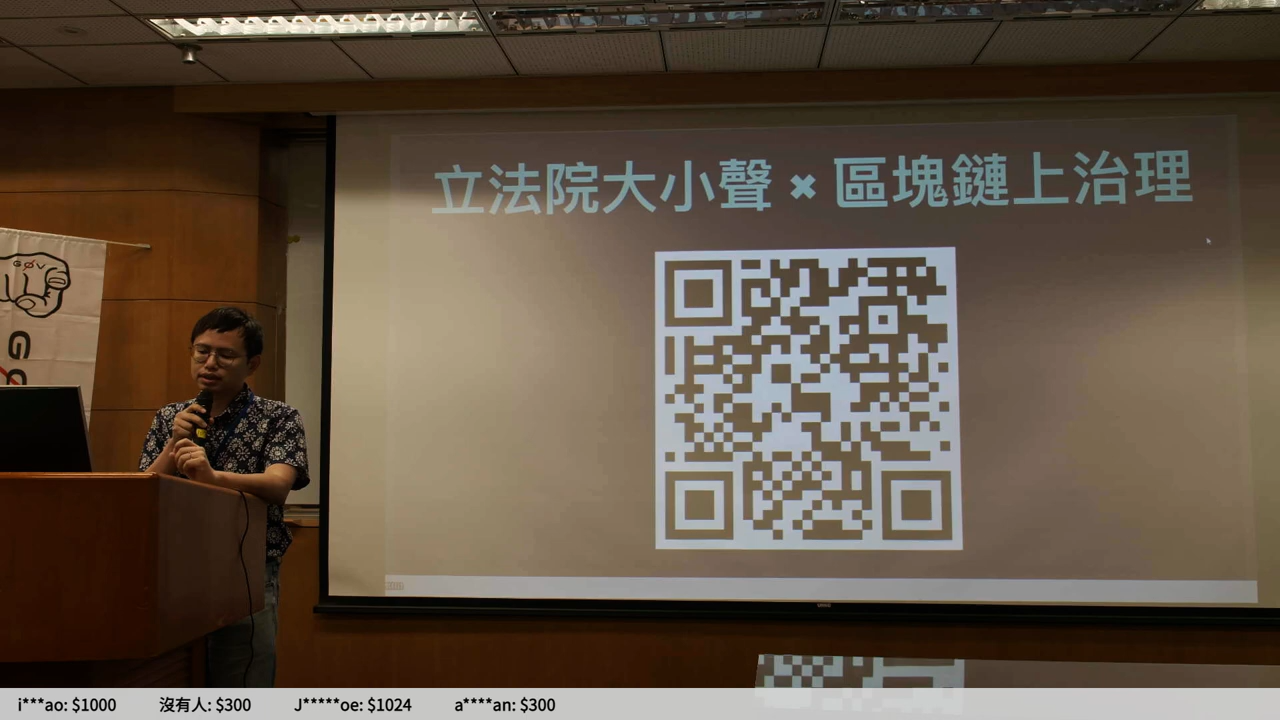 立法院大小聲 × 區塊鏈上治理
GØV
G
i***ao: $1000 沒有人: $300 J*****oe: $1024 a****an: $300